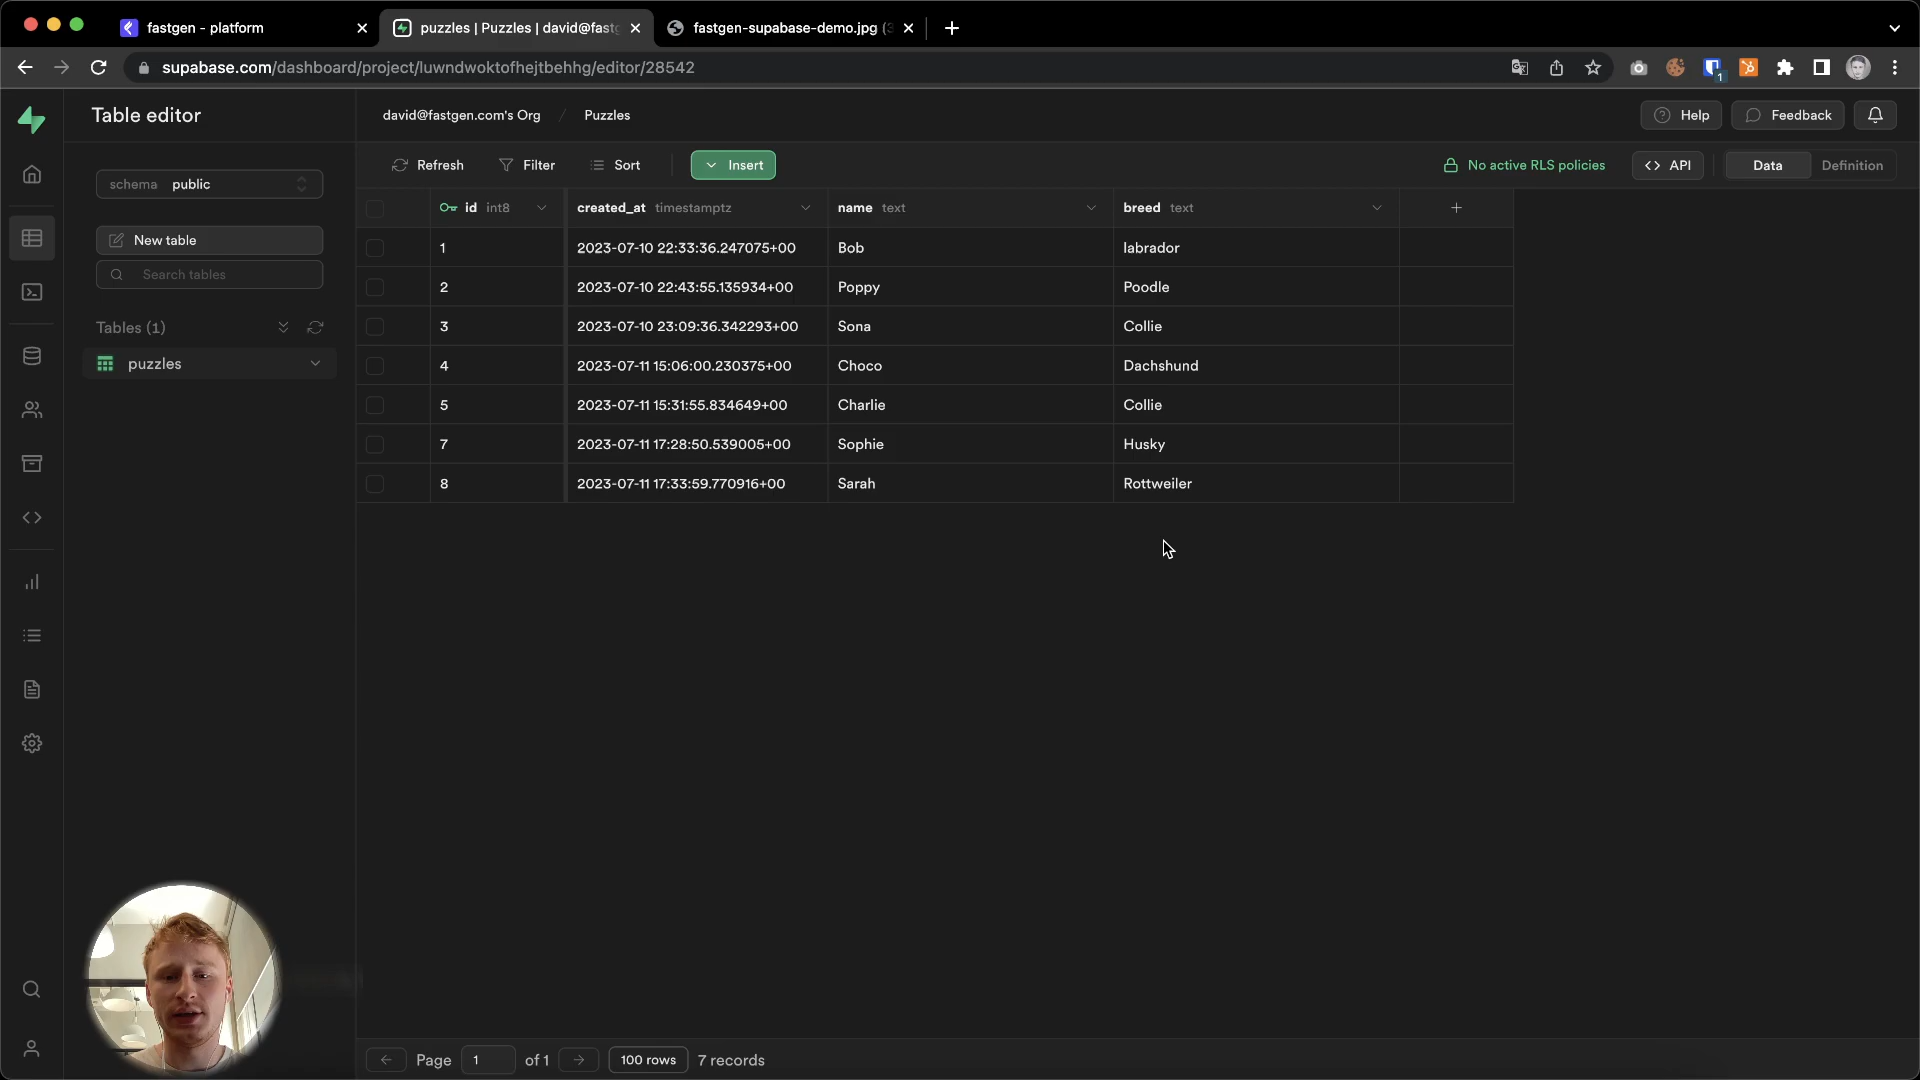 fastgen - platform
puzzles | Puzzles | david@fastg
fastgen-supabase-demo.jpg (3
supabase.com/dashboard/project/luwndwoktofhejtbehhg/editor/28542
1
Table editor
david@fastgen.com's Org / Puzzles
Help
Feedback
schema public
Refresh
Filter
Sort
Insert
No active RLS policies
<> API
Data
Definition
New table
Search tables
Tables (1)
puzzles
id int8 created_at timestamptz name text breed text +
1 2023-07-10 22:33:36.247075+00 Bob labrador
2 2023-07-10 22:43:55.135934+00 Poppy Poodle
3 2023-07-10 23:09:36.342293+00 Sona Collie
4 2023-07-11 15:06:00.230375+00 Choco Dachshund
5 2023-07-11 15:31:55.834649+00 Charlie Collie
7 2023-07-11 17:28:50.539005+00 Sophie Husky
8 2023-07-11 17:33:59.770916+00 Sarah Rottweiler
Page 1 of 1 100 rows 7 records